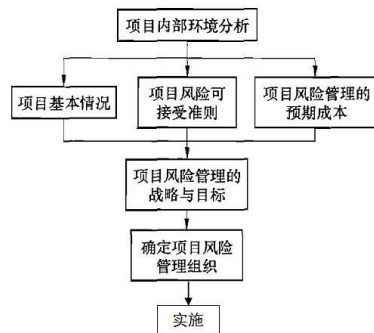 项目内部环境分析
项目基本情况
项目风险可
接受准则
项目风险管理的
预期成本
项目风险管理的
战略与目标
确定项目风险
管理组织
实施